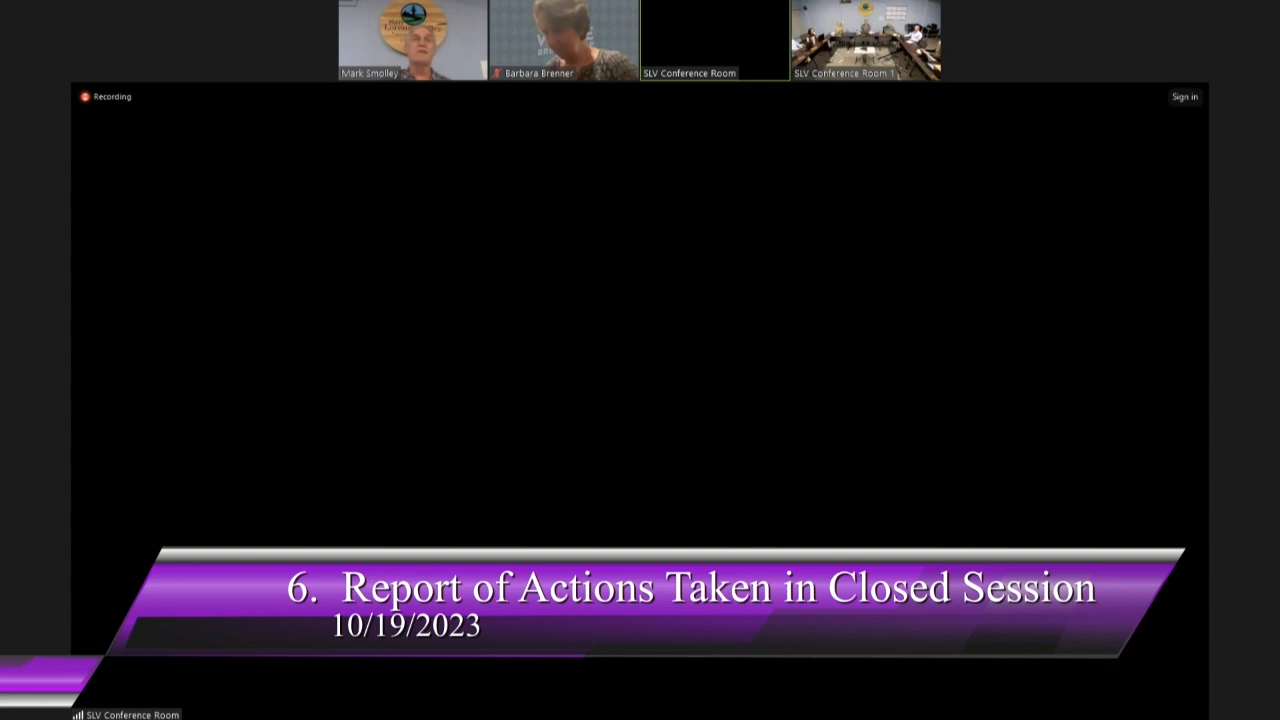 Mark Smolley
Barbara Brenner
SLV Conference Room
SLV Conference Room 1
Recording
Sign in
6. Report of Actions Taken in Closed Session
10/19/2023
SLV Conference Room